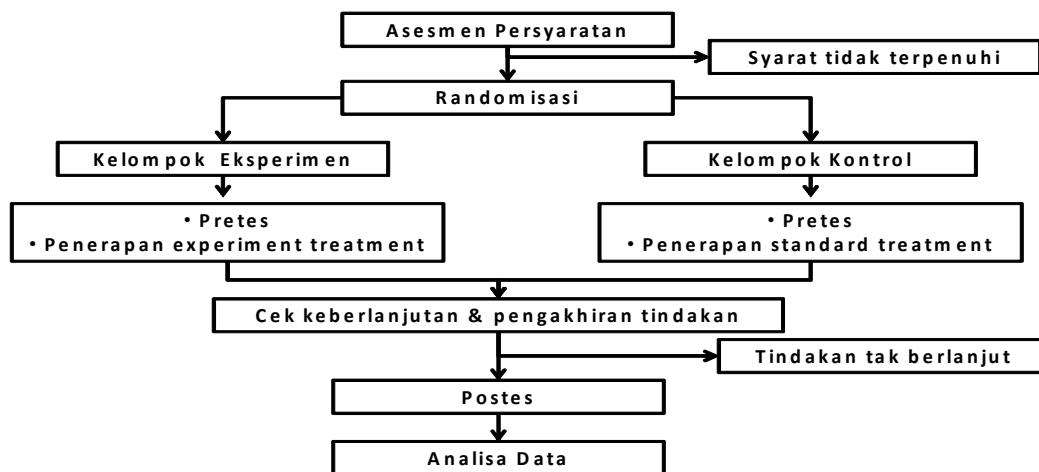 Asesmen Persyaratan
Syarat tidak terpenuhi
Randomisasi
Kelompok Eksperimen
Kelompok Kontrol
• Pretes
• Penerapan experiment treatment
• Pretes
• Penerapan standard treatment
Cek keberlanjutan & pengakhiran tindakan
Tindakan tak berlanjut
Postes
Analisa Data